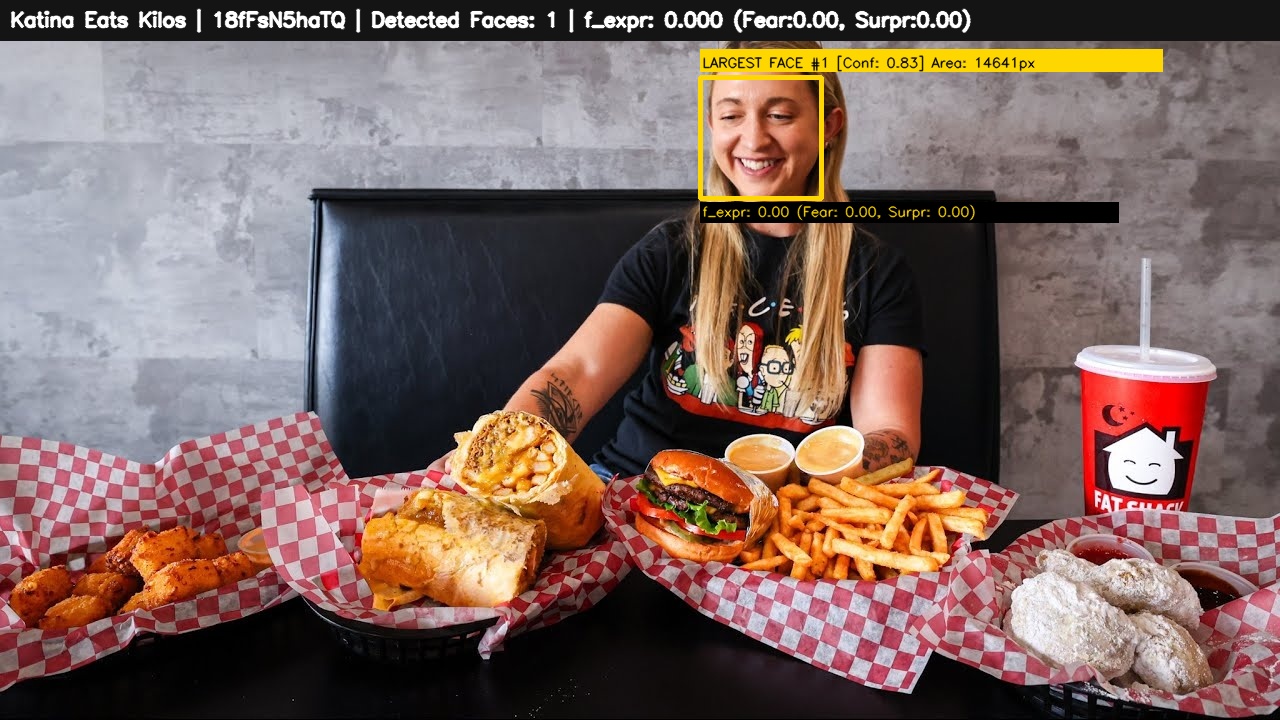 Katina Eats Kilos | 18fFsN5haTQ | Detected Faces: 1 | f_expr: 0.000 (Fear:0.00, Surpr:0.00)
LARGEST FACE #1 [Conf: 0.83] Area: 14641px
f_expr: 0.00 (Fear: 0.00, Surpr: 0.00)
FAT SHACK